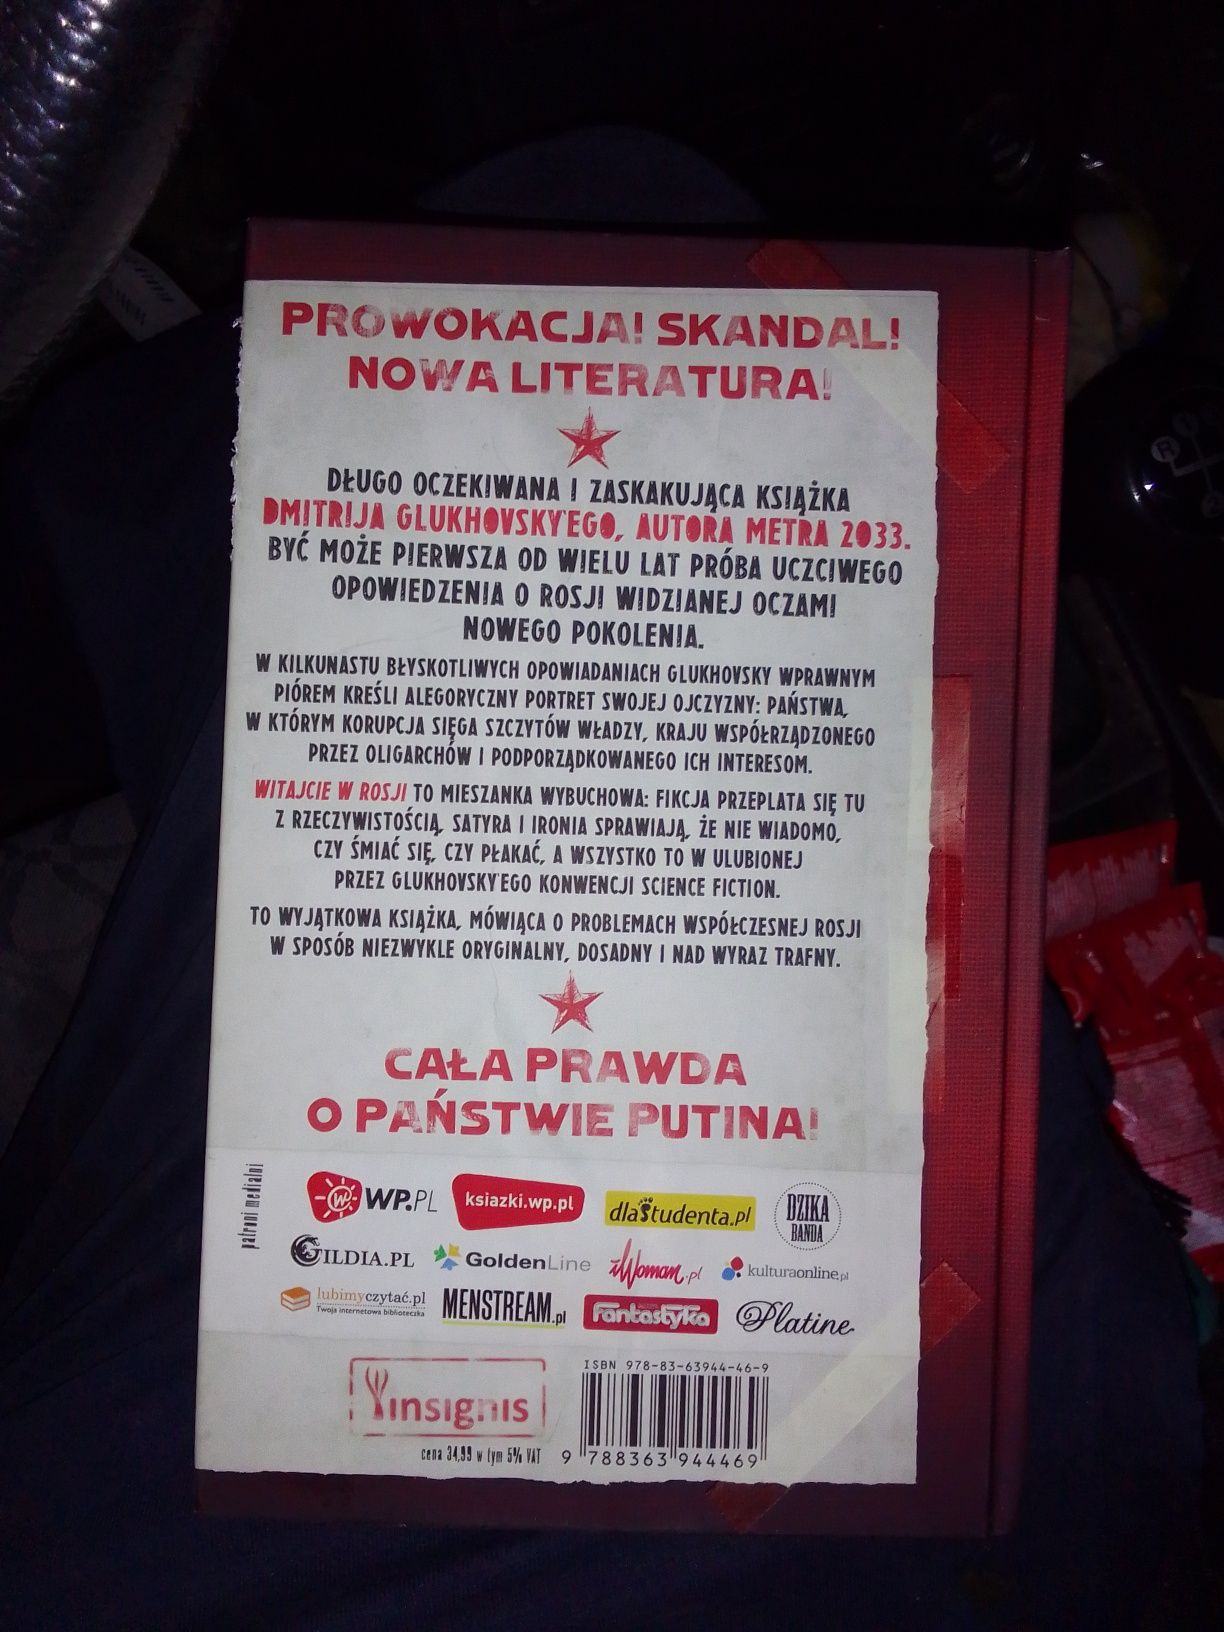 PROWOKACJA! SKANDAL!
NOWA LITERATURA!
DŁUGO OCZEKIWANA I ZASKAKUJĄCA KSIĄŻKA
DMITRIJA GLUKHOVSKY'EGO, AUTORA METRA 2033.
BYĆ MOŻE PIERWSZA OD WIELU LAT PRÓBA UCZCIWEGO
OPOWIEDZENIA O ROSJI WIDZIANEJ OCZAMI
NOWEGO POKOLENIA.
W KILKUNASTU BŁYSKOTLIWYCH OPOWIADANIACH GLUKHOVSKY WPRAWNYM
PIÓREM KREŚLI ALEGORYCZNY PORTRET SWOJEJ OJCZYZNY: PAŃSTWA,
W KTÓRYM KORUPCJA SIĘGA SZCZYTÓW WŁADZY, KRAJU WSPÓŁRZĄDZONEGO
PRZEZ OLIGARCHÓW I PODPORZĄDKOWANEGO ICH INTERESOM.
WITAJCIE W ROSJI TO MIESZANKA WYBUCHOWA: FIKCJA PRZEPLATA SIĘ TU
Z RZECZYWISTOŚCIĄ, SATYRA I IRONIA SPRAWIAJĄ, ŻE NIE WIADOMO,
CZY ŚMIAĆ SIĘ, CZY PŁAKAĆ, A WSZYSTKO TO W ULUBIONEJ
PRZEZ GLUKHOVSKY'EGO KONWENCJI SCIENCE FICTION.
TO WYJĄTKOWA KSIĄŻKA, MÓWIĄCA O PROBLEMACH WSPÓŁCZESNEJ ROSJI
W SPOSÓB NIEZWYKLE ORYGINALNY, DOSADNY I NAD WYRAZ TRAFNY.
CAŁA PRAWDA
O PAŃSTWIE PUTINA!
patroni medialni
WP.PL
ksiazki.wp.pl
dlaStudenta.pl
DZIKA
BANDA
GILDIA.PL
GoldenLine
iWoman.pl
kulturaonline.pl
lubimyczytać.pl
Twoja internetowa biblioteczka
MENSTREAM.pl
Fantastyka
Platine
insignis
cena 34,99 w tym 5% VAT
ISBN 978-83-63944-46-9
9 788363 944469